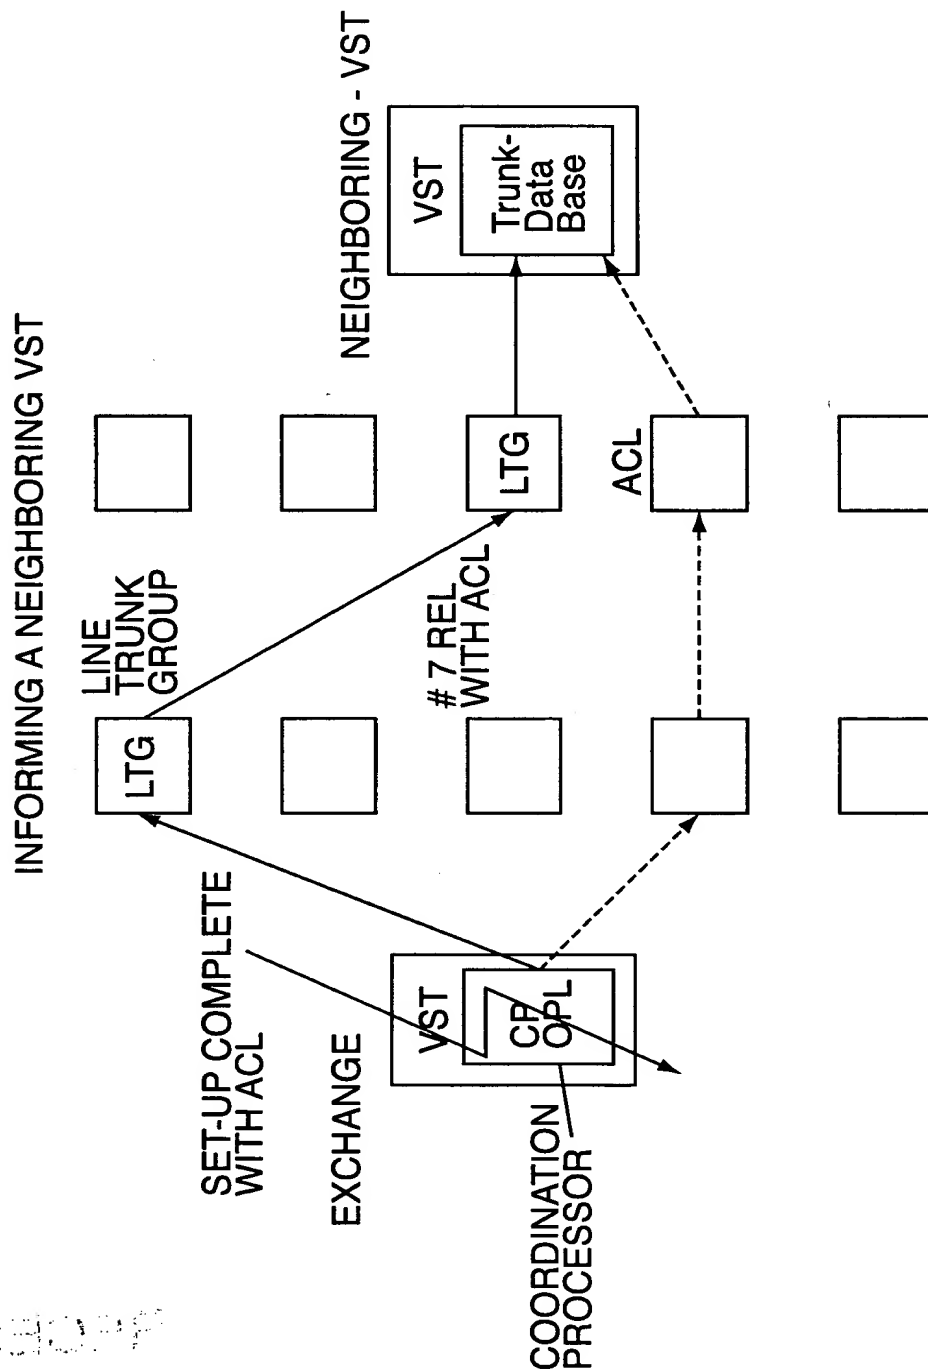 INFORMING A NEIGHBORING VST
SET-UP COMPLETE
WITH ACL
EXCHANGE
COORDINATION
PROCESSOR
VST
CP
OPL
LTG
LINE
TRUNK
GROUP
# 7 REL
WITH ACL
LTG
ACL
NEIGHBORING - VST
VST
Trunk-
Data
Base